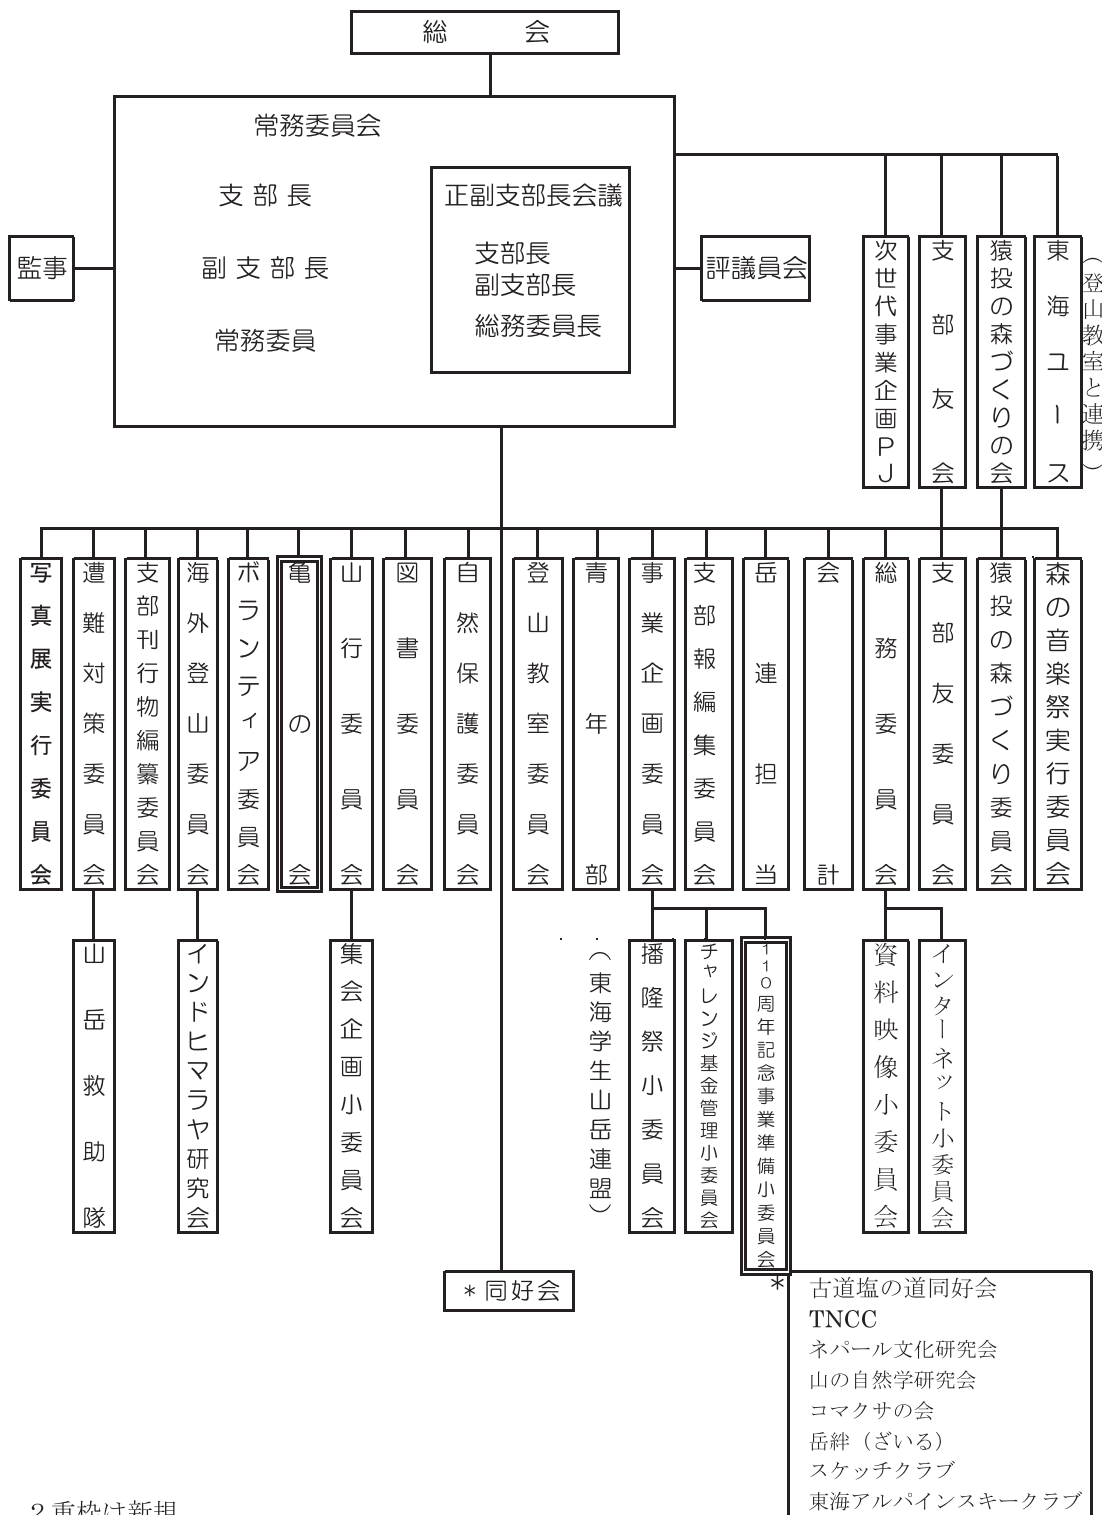 総　会
常務委員会
支部長
副支部長
常務委員
正副支部長会議
支部長
副支部長
総務委員長
監事
評議員会
次世代事業企画ＰＪ
支部友会
猿投の森づくりの会
東海ユース
（登山教室と連携）
写真展実行委員会
遭難対策委員会
支部刊行物編纂委員会
海外登山委員会
ボランティア委員会
亀の会
山行委員会
図書委員会
自然保護委員会
登山教室委員会
青年部
事業企画委員会
支部報編集委員会
岳連担当
会計
総務委員会
支部友委員会
猿投の森づくり委員会
森の音楽祭実行委員会
山岳救助隊
インドヒマラヤ研究会
集会企画小委員会
（東海学生山岳連盟）
播隆祭小委員会
チャレンジ基金管理小委員会
１１０周年記念事業準備小委員会
資料映像小委員会
インターネット小委員会
＊同好会
＊
古道塩の道同好会
TNCC
ネパール文化研究会
山の自然学研究会
コマクサの会
岳絆（ざいる）
スケッチクラブ
東海アルパインスキークラブ
２重枠は新規